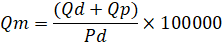 Qm = (Qd + Qp) / Pd × 100000